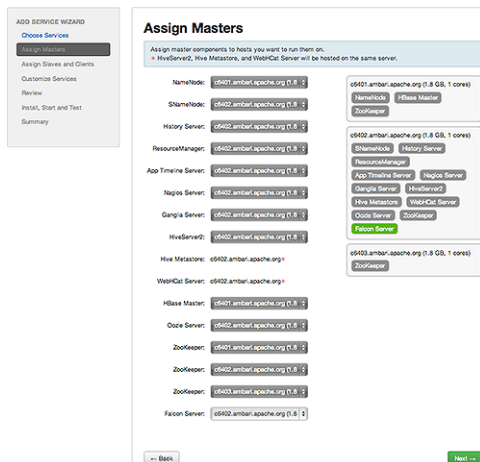 ADD SERVICE WIZARD
Choose Services
Assign Masters
Assign Slaves and Clients
Customize Services
Review
Install, Start and Test
Summary
Assign Masters
Assign master components to hosts you want to run them on.
* HiveServer2, Hive Metastore, and WebHCat Server will be hosted on the same server.
NameNode: c6401.ambari.apache.org (1.8
SNameNode: c6402.ambari.apache.org (1.8
History Server: c6402.ambari.apache.org (1.8
ResourceManager: c6402.ambari.apache.org (1.8
App Timeline Server: c6402.ambari.apache.org (1.8
Nagios Server: c6402.ambari.apache.org (1.8
Ganglia Server: c6402.ambari.apache.org (1.8
HiveServer2: c6402.ambari.apache.org (1.8
Hive Metastore: c6402.ambari.apache.org*
WebHCat Server: c6402.ambari.apache.org*
HBase Master: c6401.ambari.apache.org (1.8
Oozie Server: c6402.ambari.apache.org (1.8
ZooKeeper: c6401.ambari.apache.org (1.8
ZooKeeper: c6402.ambari.apache.org (1.8
ZooKeeper: c6403.ambari.apache.org (1.8
Falcon Server: c6402.ambari.apache.org (1.8
c6401.ambari.apache.org (1.8 GB, 1 cores)
NameNode HBase Master
ZooKeeper
c6402.ambari.apache.org (1.8 GB, 1 cores)
SNameNode History Server
ResourceManager
App Timeline Server Nagios Server
Ganglia Server HiveServer2
Hive Metastore WebHCat Server
Oozie Server ZooKeeper
Falcon Server
c6403.ambari.apache.org (1.8 GB, 1 cores)
ZooKeeper
← Back
Next →